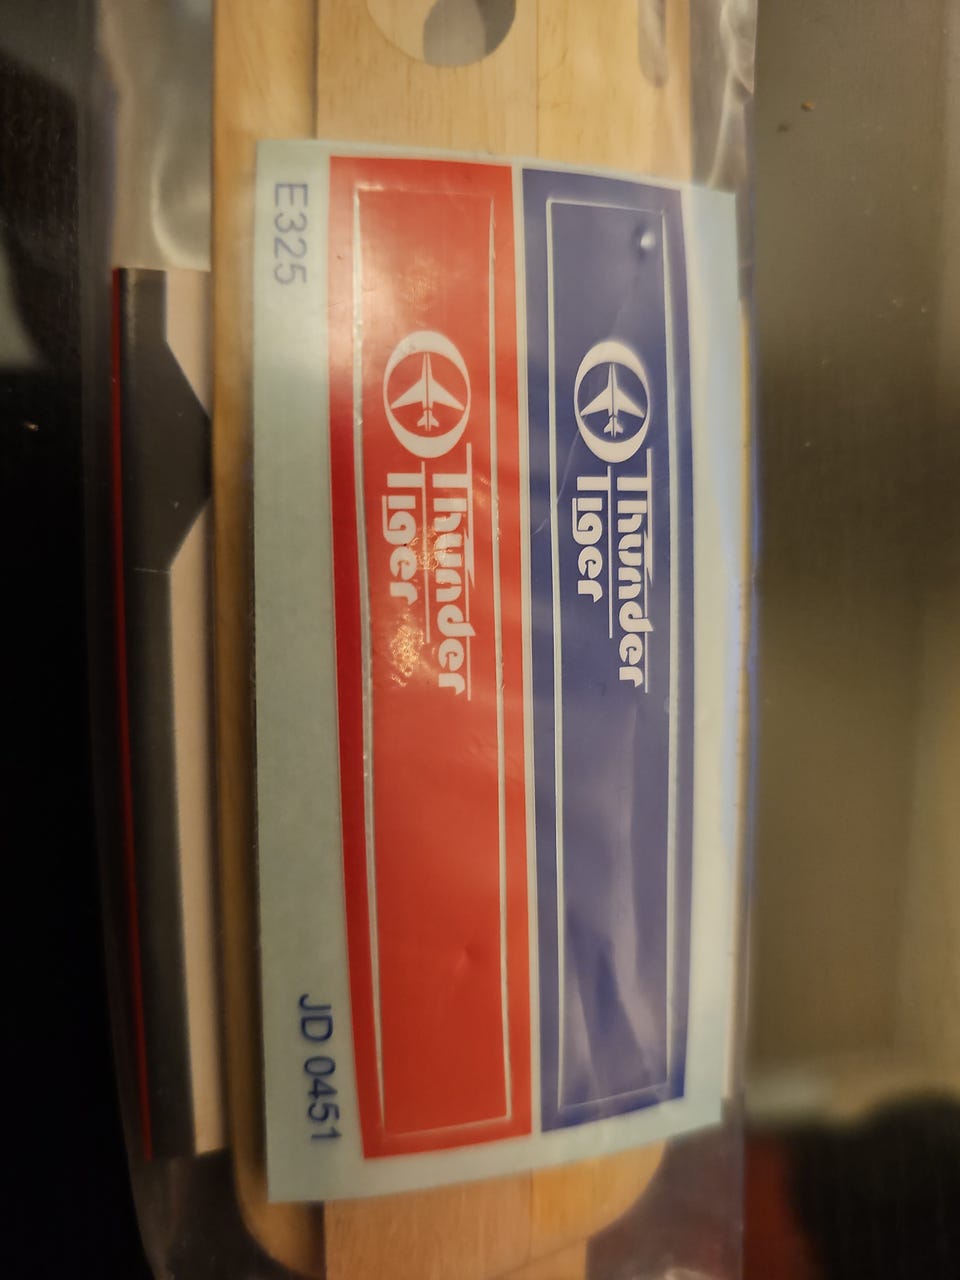 Thunder
Tiger
Thunder
Tiger
E325
JD 0451